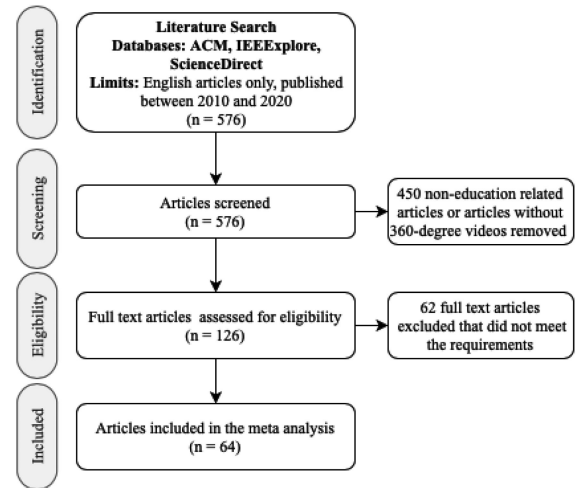 Identification
Literature Search
Databases: ACM, IEEExplore,
ScienceDirect
Limits: English articles only, published
between 2010 and 2020
(n = 576)
Screening
Articles screened
(n = 576)
450 non-education related
articles or articles without
360-degree videos removed
Eligibility
Full text articles assessed for eligibility
(n = 126)
62 full text articles
excluded that did not meet
the requirements
Included
Articles included in the meta analysis
(n = 64)